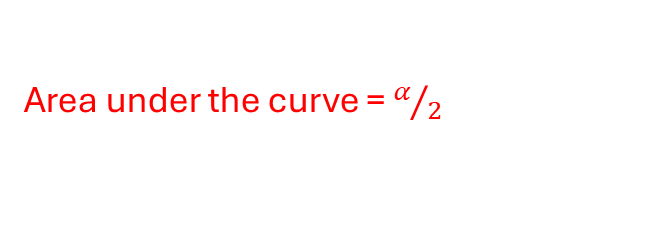 Area under the curve = α/2